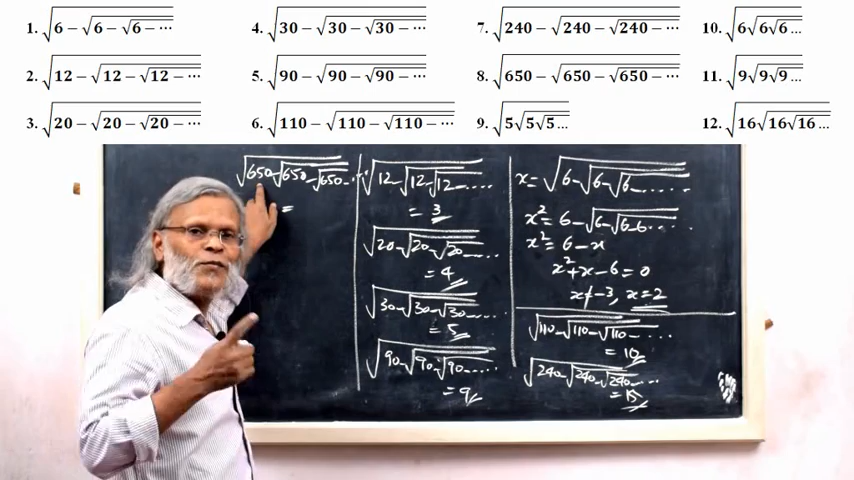 1. √(6 − √(6 − √(6 − ⋯
2. √(12 − √(12 − √(12 − ⋯
3. √(20 − √(20 − √(20 − ⋯
4. √(30 − √(30 − √(30 − ⋯
5. √(90 − √(90 − √(90 − ⋯
6. √(110 − √(110 − √(110 − ⋯
7. √(240 − √(240 − √(240 − ⋯
8. √(650 − √(650 − √(650 − ⋯
9. √(5√(5√(5…
10. √(6√(6√(6…
11. √(9√(9√(9…
12. √(16√(16√(16…
√(650-√(650-√(650-...
=
√(12-√(12-√(12-....
= 3
√(20-√(20-√(20-....
= 4
√(30-√(30-√(30-....
= 5
√(90-√(90-√(90-....
= 9
x = √(6-√(6-√(6-......
x² = 6-√(6-√(6-6.....
x² = 6-x
x²+x-6=0
x≠-3, x=2
√(110-√(110-√(110-....
= 10
√(240-√(240-√(240-....
= 15